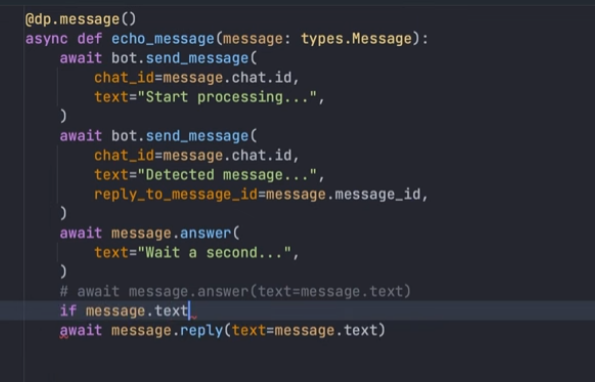 @dp.message()
async def echo_message(message: types.Message):
    await bot.send_message(
        chat_id=message.chat.id,
        text="Start processing...",
    )
    await bot.send_message(
        chat_id=message.chat.id,
        text="Detected message...",
        reply_to_message_id=message.message_id,
    )
    await message.answer(
        text="Wait a second...",
    )
    # await message.answer(text=message.text)
    if message.text
    await message.reply(text=message.text)